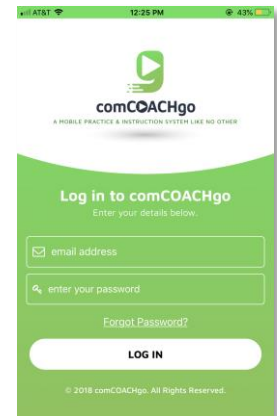 AT&T 12:25 PM 43%
comCOACHgo
A MOBILE PRACTICE & INSTRUCTION SYSTEM LIKE NO OTHER
Log in to comCOACHgo
Enter your details below.
email address
enter your password
Forgot Password?
LOG IN
© 2018 comCOACHgo. All Rights Reserved.